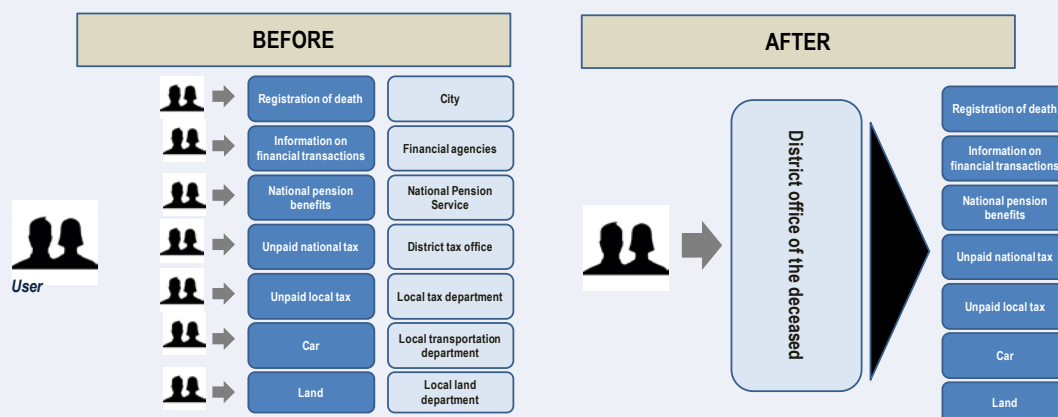 BEFORE
Registration of death
City
Information on
financial transactions
Financial agencies
National pension
benefits
National Pension
Service
Unpaid national tax
District tax office
User
Unpaid local tax
Local tax department
Car
Local transportation
department
Land
Local land
department
AFTER
District office of the deceased
Registration of death
Information on
financial transactions
National pension
benefits
Unpaid national tax
Unpaid local tax
Car
Land